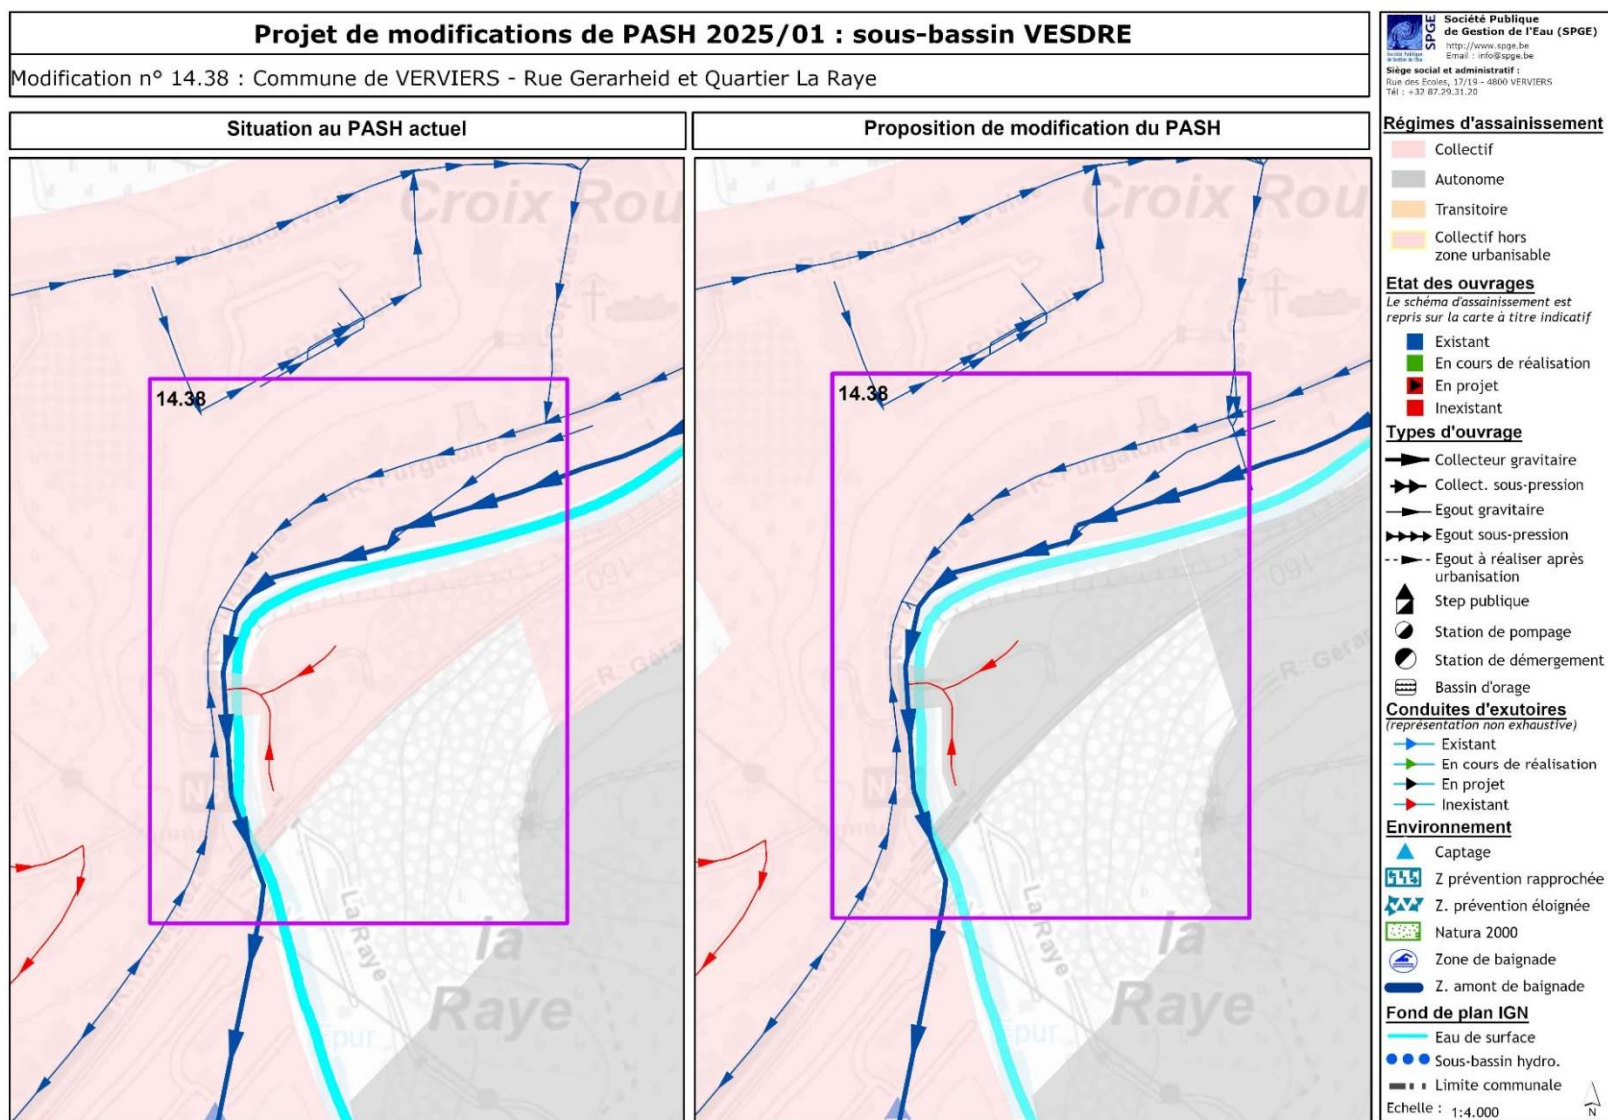 Projet de modifications de PASH 2025/01 : sous-bassin VESDRE
Modification n° 14.38 : Commune de VERVIERS - Rue Gerarheid et Quartier La Raye
Situation au PASH actuel
Croix Rou
14.38
R. Purgatoire
160
R. Géra
N
La Raye
la
Raye
Epur.
Proposition de modification du PASH
Croix Rou
14.38
160
R. Géra
N
La Raye
la
Raye
Epur.
SPGE
Société Publique
de Gestion de l'Eau (SPGE)
http://www.spge.be
Email : info@spge.be
Siège social et administratif :
Rue des Ecoles, 17/19 - 4800 VERVIERS
Tél : +32 87.29.31.20
Régimes d'assainissement
Collectif
Autonome
Transitoire
Collectif hors
zone urbanisable
Etat des ouvrages
Le schéma d'assainissement est
repris sur la carte à titre indicatif
Existant
En cours de réalisation
En projet
Inexistant
Types d'ouvrage
Collecteur gravitaire
Collect. sous-pression
Egout gravitaire
Egout sous-pression
Egout à réaliser après
urbanisation
Step publique
Station de pompage
Station de démergement
Bassin d'orage
Conduites d'exutoires
(représentation non exhaustive)
Existant
En cours de réalisation
En projet
Inexistant
Environnement
Captage
Z prévention rapprochée
Z. prévention éloignée
Natura 2000
Zone de baignade
Z. amont de baignade
Fond de plan IGN
Eau de surface
Sous-bassin hydro.
Limite communale
Echelle : 1:4.000
N